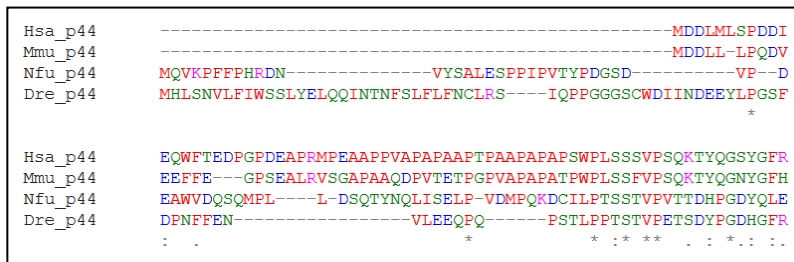 Hsa_p44 -------------------------------------------------MDDLMLSPDDI
Mmu_p44 -------------------------------------------------MDDLL-LPQDV
Nfu_p44 MQVKPFFPHRDN--------------VYSALESPPIPVTYPDGSD----------VP--D
Dre_p44 MHLSNVLFIWSSLYELQQINTNFSLFLFNCLRS----IQPPGGGSCWDIINDEEYLPGSF
*
Hsa_p44 EQWFTEDPGPDEAPRMPEAAPPVAPAPAAPTPAAPAPAPSWPLSSSVPSQKTYQGSYGFR
Mmu_p44 EEFFE---GPSEALRVSGAPAAQDPVTETPGPVAPAPATPWPLSSFVPSQKTYQGNYGFH
Nfu_p44 EAWVDQSQMPL----L-DSQTYNQLISELP-VDMPQKDCILPTSSTVPVTTDHPGDYQLE
Dre_p44 DPNFFEN-----------------VLEEQPQ------PSTLPPTSTVPETSDYPGDHGFR
: . * * :* ** . : *.: :.